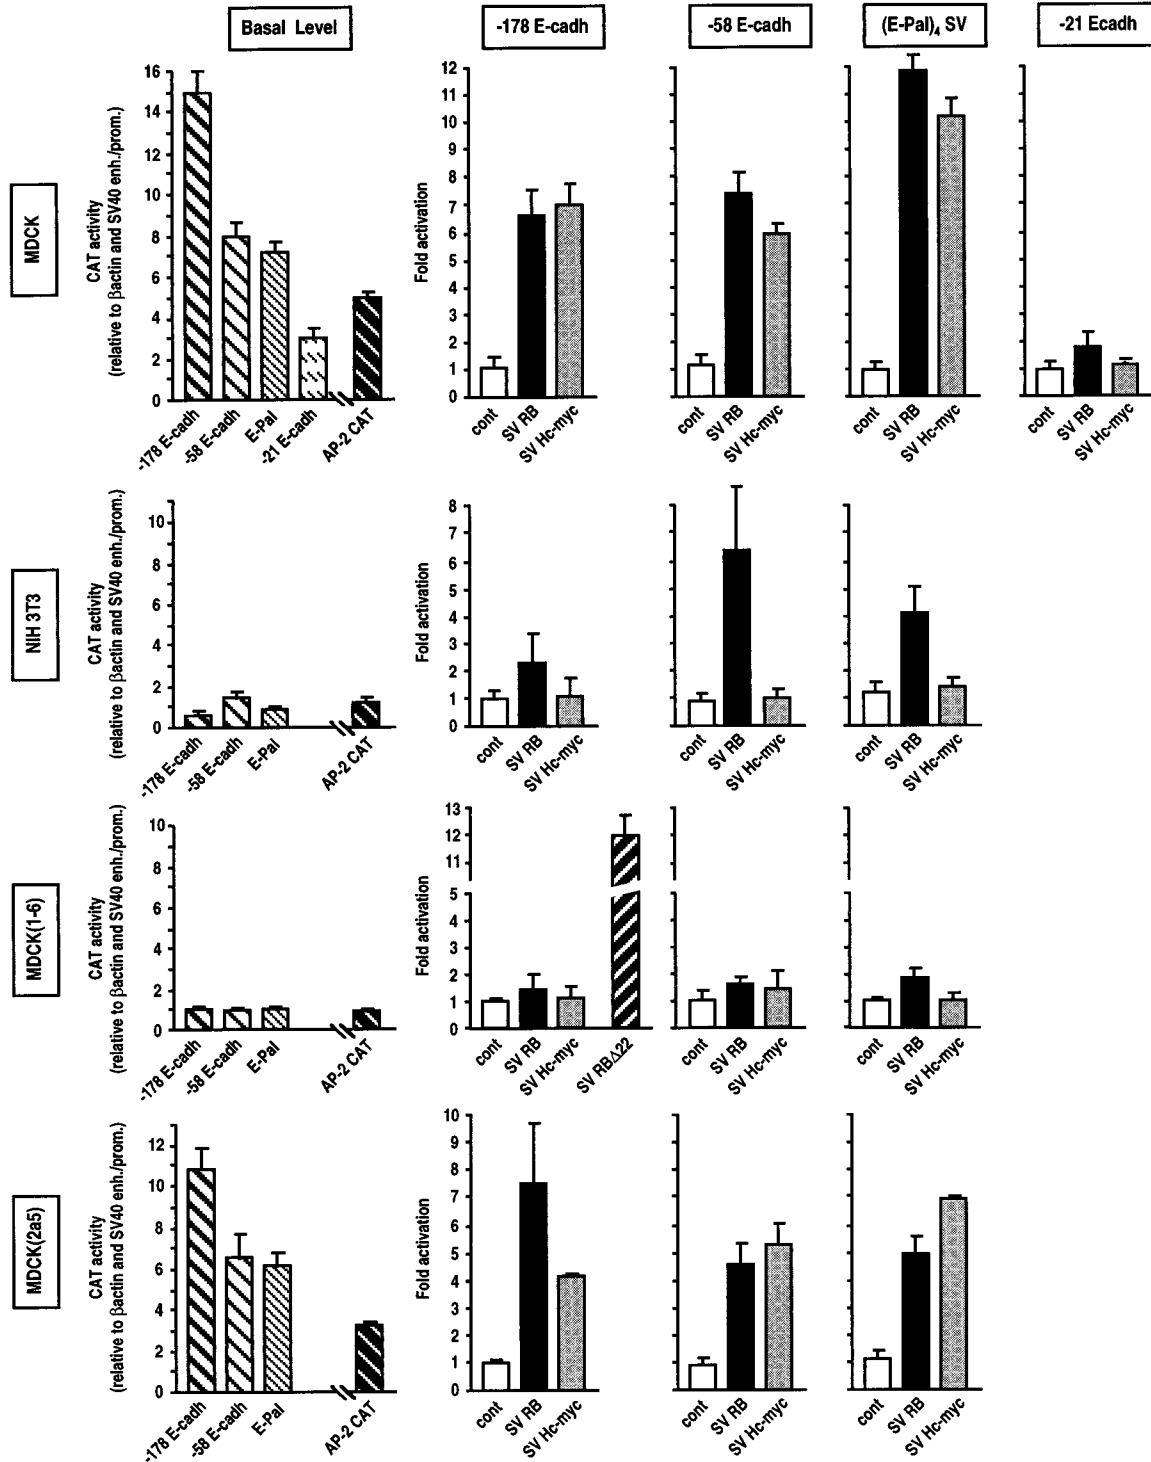 Basal Level
-178 E-cadh
-58 E-cadh
(E-Pal)₄ SV
-21 Ecadh
MDCK
CAT activity
(relative to βactin and SV40 enh./prom.)
16
14
12
10
8
6
4
2
0
-178 E-cadh
-58 E-cadh
E-Pal
-21 E-cadh
AP-2 CAT
Fold activation
12
11
10
9
8
7
6
5
4
3
2
1
0
cont
SV RB
SV Hc-myc
cont
SV RB
SV Hc-myc
cont
SV RB
SV Hc-myc
cont
SV RB
SV Hc-myc
NIH 3T3
CAT activity
(relative to βactin and SV40 enh./prom.)
10
8
6
4
2
0
-178 E-cadh
-58 E-cadh
E-Pal
AP-2 CAT
Fold activation
8
7
6
5
4
3
2
1
0
cont
SV RB
SV Hc-myc
cont
SV RB
SV Hc-myc
cont
SV RB
SV Hc-myc
MDCK(1-6)
CAT activity
(relative to βactin and SV40 enh./prom.)
10
8
6
4
2
0
-178 E-cadh
-58 E-cadh
E-Pal
AP-2 CAT
Fold activation
13
12
11
5
4
3
2
1
0
cont
SV RB
SV Hc-myc
SV RBΔ22
cont
SV RB
SV Hc-myc
cont
SV RB
SV Hc-myc
MDCK(2a5)
CAT activity
(relative to βactin and SV40 enh./prom.)
12
10
8
6
4
2
0
-178 E-cadh
-58 E-cadh
E-Pal
AP-2 CAT
Fold activation
10
9
8
7
6
5
4
3
2
1
0
cont
SV RB
SV Hc-myc
cont
SV RB
SV Hc-myc
cont
SV RB
SV Hc-myc